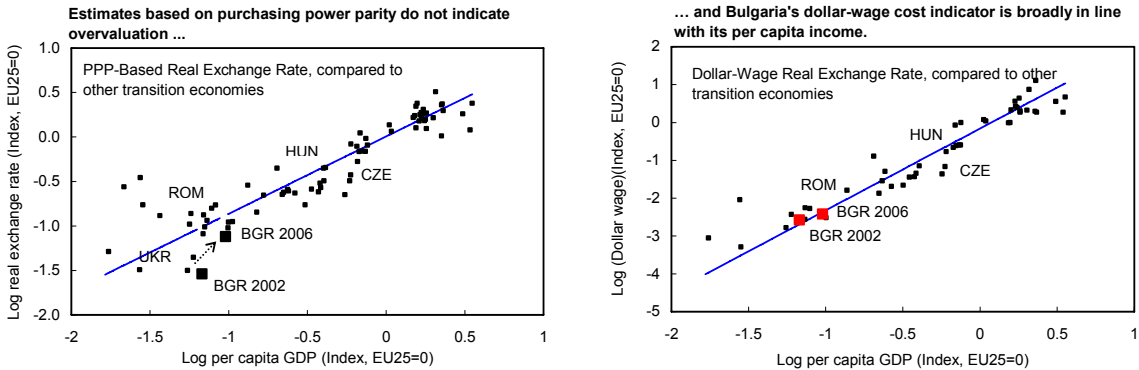 Estimates based on purchasing power parity do not indicate
overvaluation ...
PPP-Based Real Exchange Rate, compared to
other transition economies
Log real exchange rate (Index, EU25=0)
1.0
0.5
0.0
-0.5
-1.0
-1.5
-2.0
HUN
CZE
ROM
UKR
BGR 2006
BGR 2002
-2
-1.5
-1
-0.5
0
0.5
1
Log per capita GDP (Index, EU25=0)
… and Bulgaria's dollar-wage cost indicator is broadly in line
with its per capita income.
Dollar-Wage Real Exchange Rate, compared to other
transition economies
Log (Dollar wage)(Index, EU25=0)
2
1
0
-1
-2
-3
-4
-5
HUN
CZE
ROM
BGR 2006
BGR 2002
-2
-1.5
-1
-0.5
0
0.5
1
Log per capita GDP (Index, EU25=0)